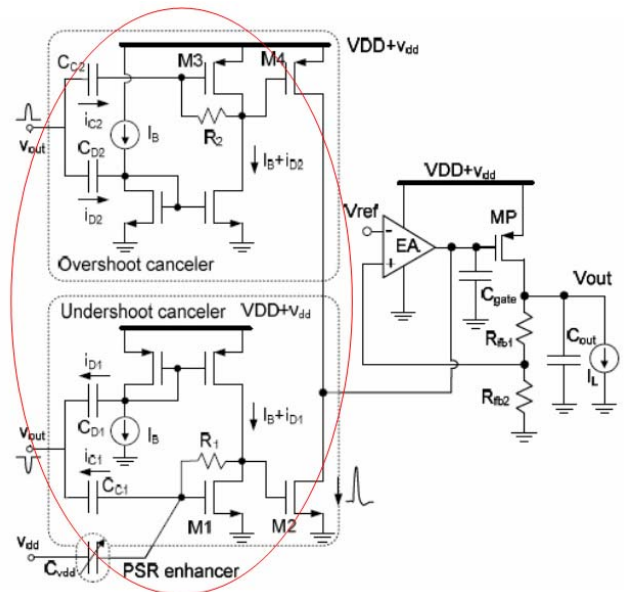 VDD+vdd
CC2
M3
M4
iC2
R2
vout
IB
CD2
IB+iD2
iD2
Overshoot canceler
VDD+vdd
Vref
-
EA
+
MP
Cgate
Vout
Rfb1
Cout
IL
Rfb2
Undershoot canceler
VDD+vdd
iD1
CD1
IB
IB+iD1
vout
iC1
R1
CC1
M1
M2
vdd
Cvdd
PSR enhancer